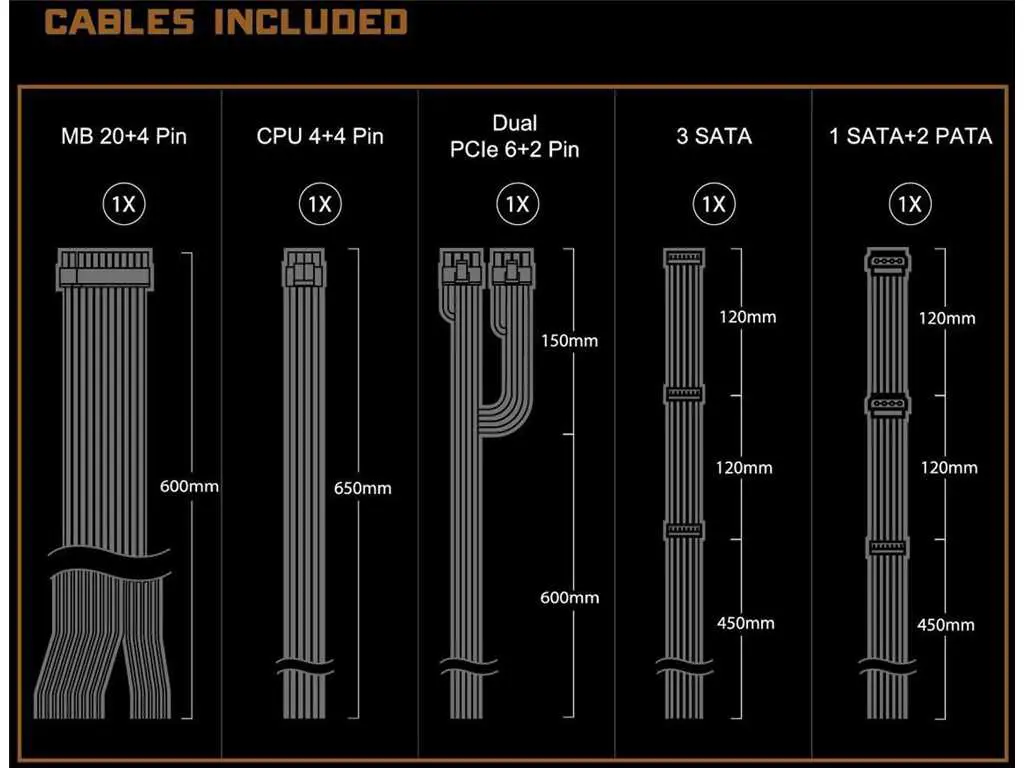 CABLES INCLUDED
MB 20+4 Pin
1X
600mm
CPU 4+4 Pin
1X
650mm
Dual
PCIe 6+2 Pin
1X
150mm
600mm
3 SATA
1X
120mm
120mm
450mm
1 SATA+2 PATA
1X
120mm
120mm
450mm